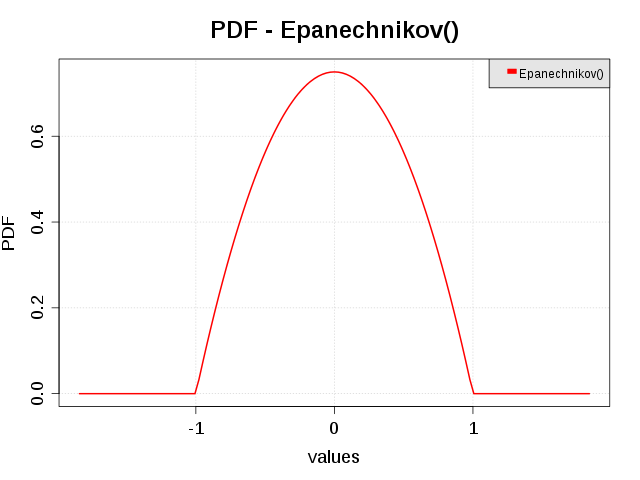 PDF - Epanechnikov()
Epanechnikov()
PDF
0.6
0.4
0.2
0.0
-1
0
1
values